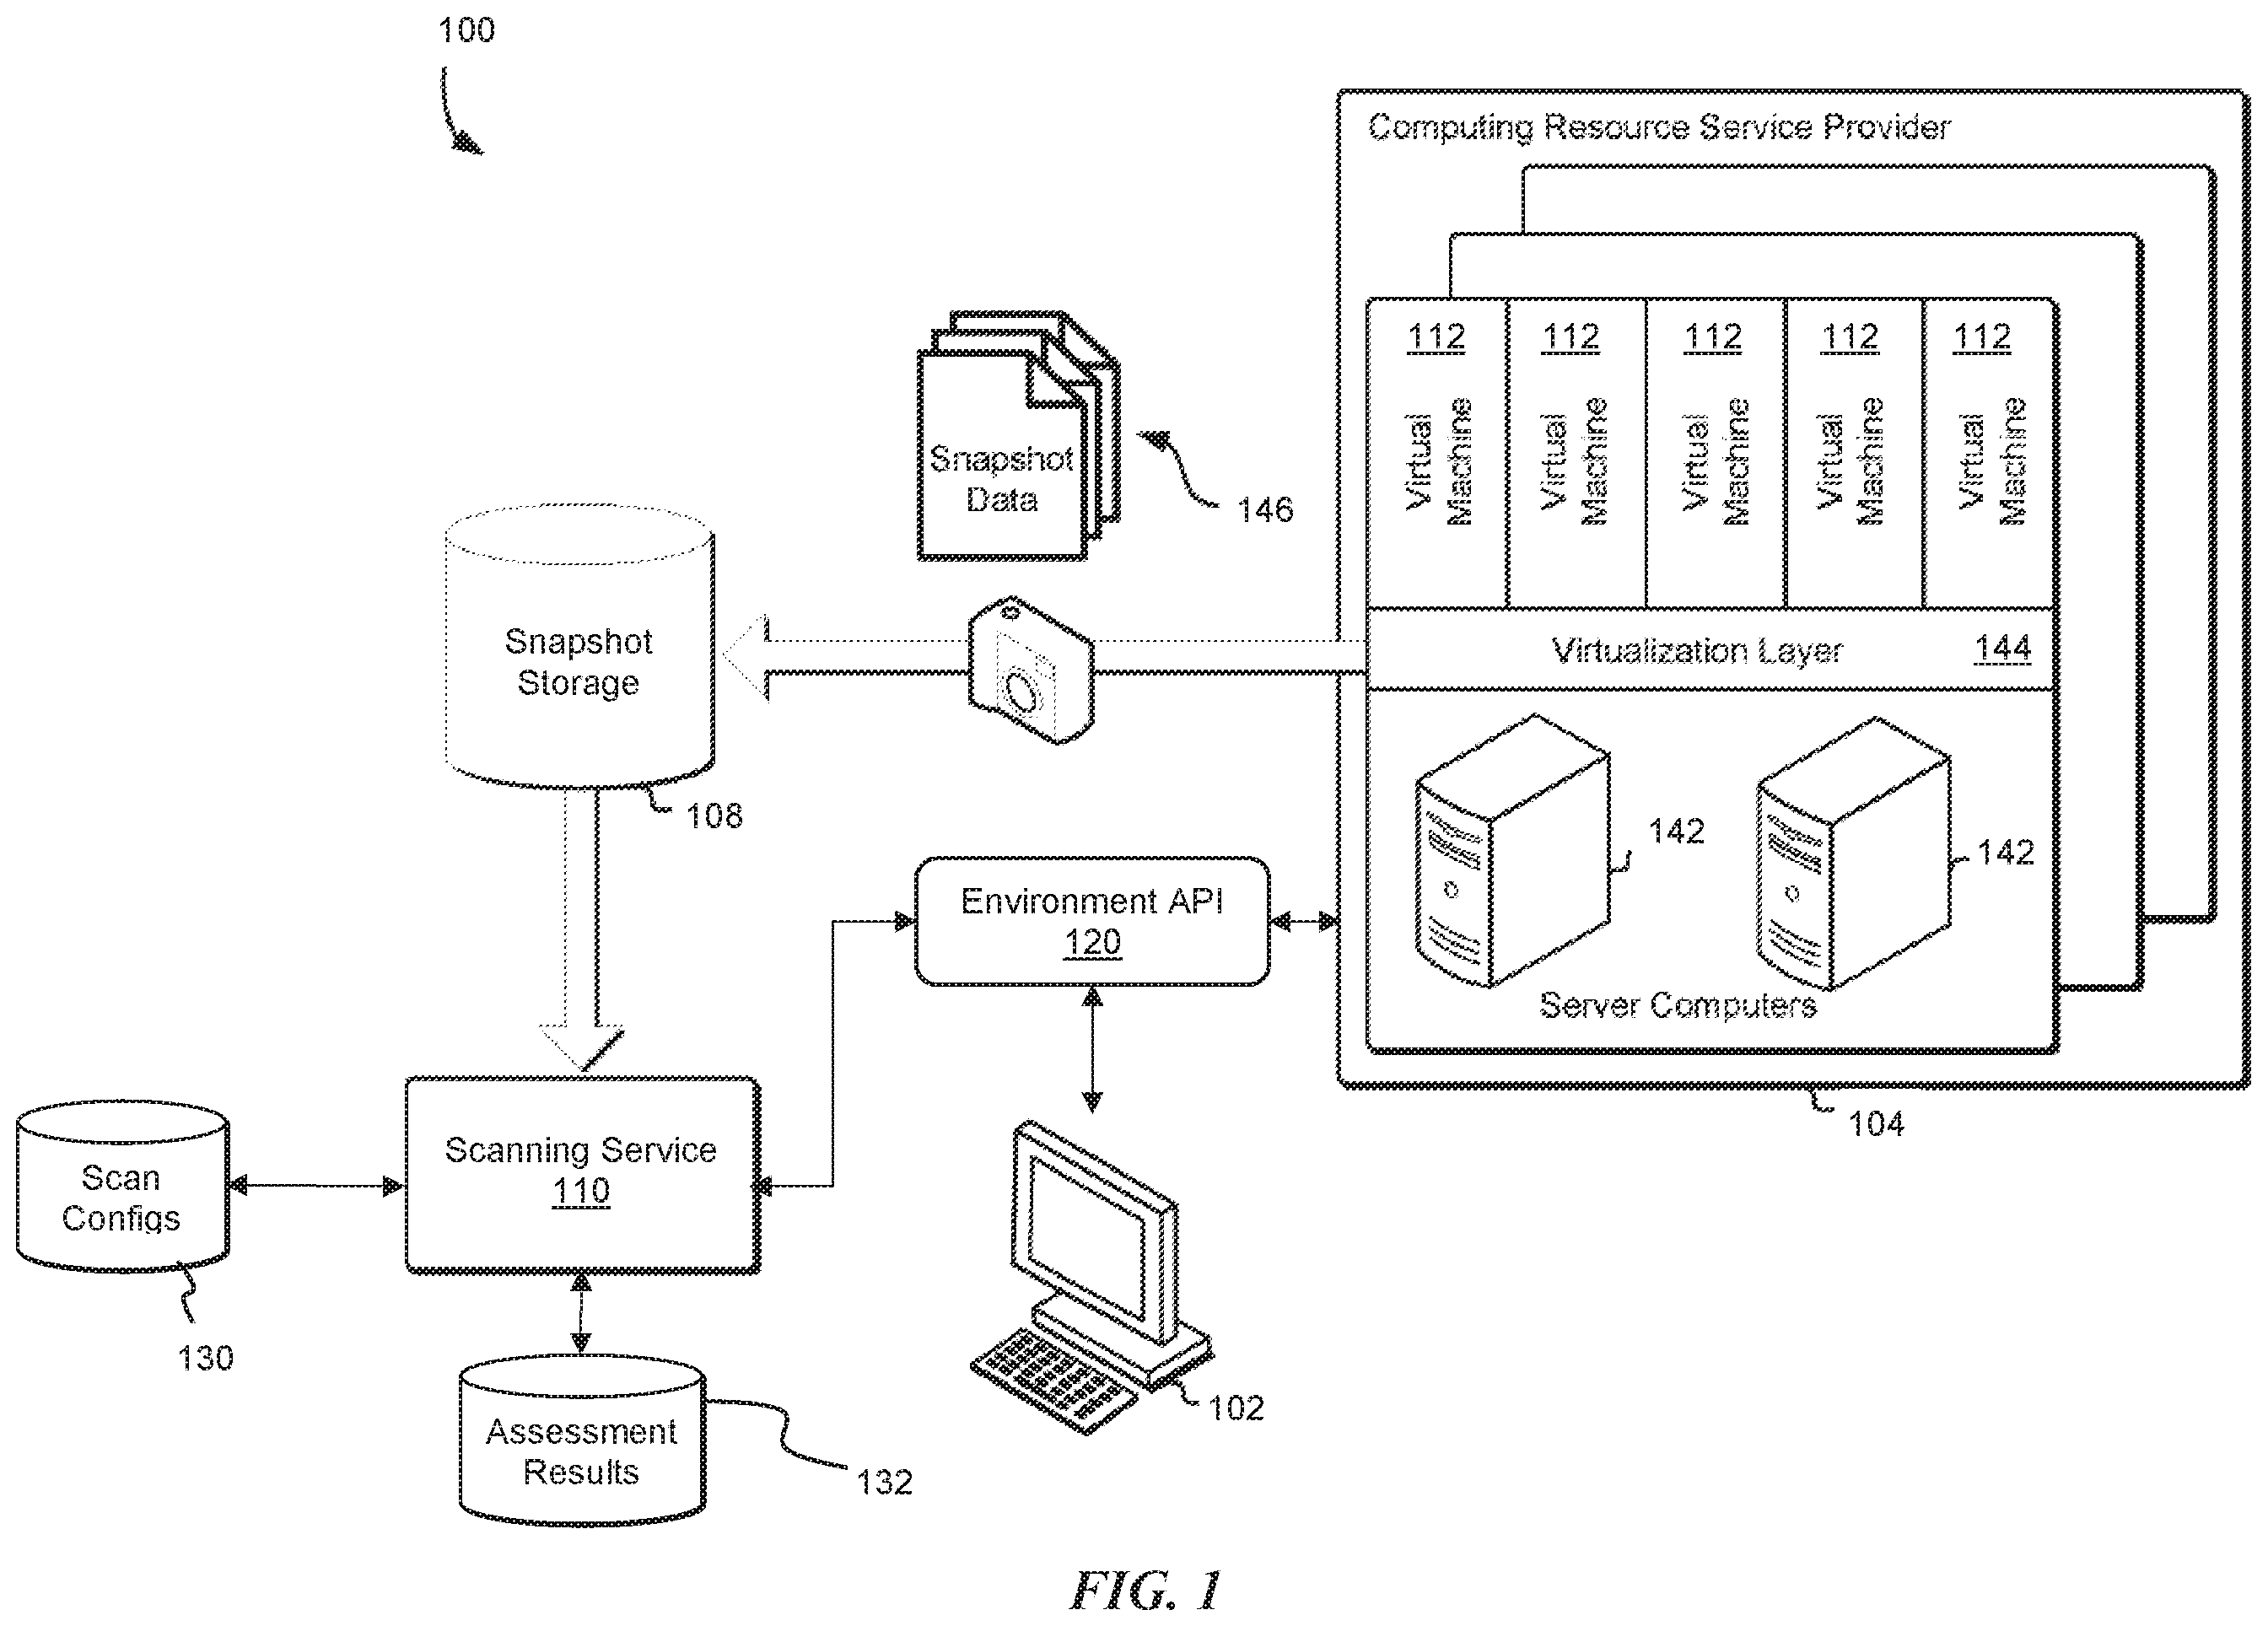 100
Computing Resource Service Provider
112
112
112
112
112
Virtual
Machine
Virtual
Machine
Virtual
Machine
Virtual
Machine
Virtual
Machine
Snapshot
Data
146
Snapshot
Storage
108
Virtualization Layer 144
142
142
Server Computers
104
Environment API
120
Scanning Service
110
Scan
Configs
130
Assessment
Results
132
102
FIG. 1